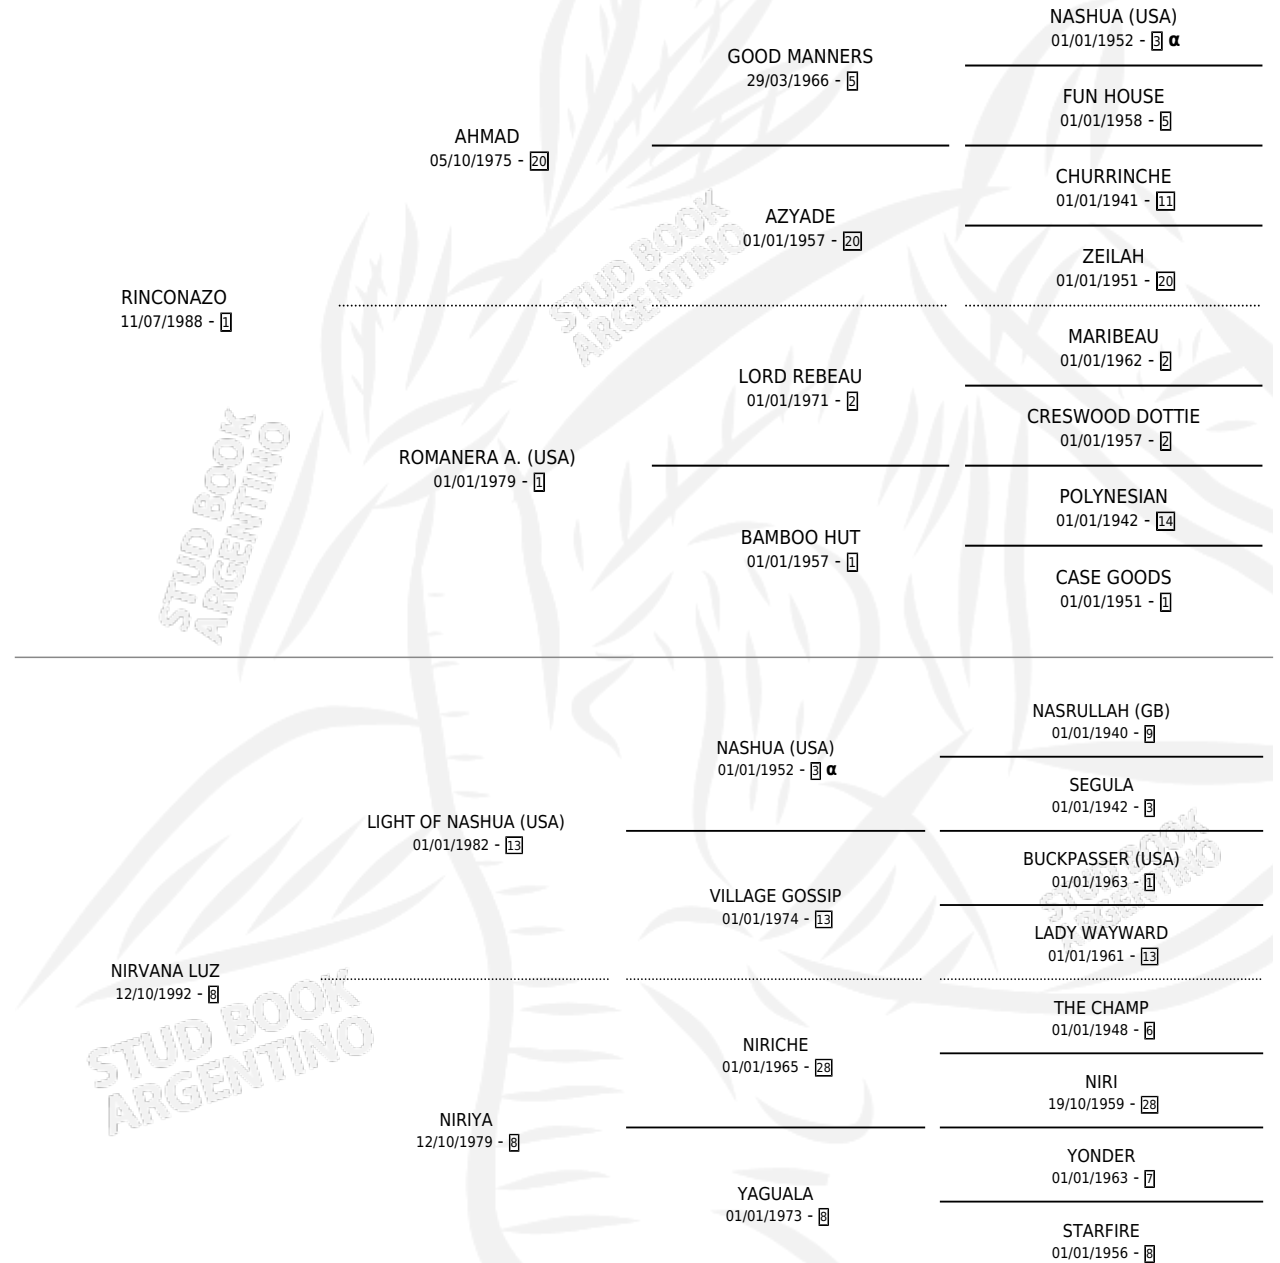 NASHUA (USA)
01/01/1952 - 3 α
GOOD MANNERS
29/03/1966 - 5
FUN HOUSE
01/01/1958 - 5
AHMAD
05/10/1975 - 20
CHURRINCHE
01/01/1941 - 11
AZYADE
01/01/1957 - 20
ZEILAH
01/01/1951 - 20
RINCONAZO
11/07/1988 - 1
MARIBEAU
01/01/1962 - 2
LORD REBEAU
01/01/1971 - 2
CRESWOOD DOTTIE
01/01/1957 - 2
ROMANERA A. (USA)
01/01/1979 - 1
POLYNESIAN
01/01/1942 - 14
BAMBOO HUT
01/01/1957 - 1
CASE GOODS
01/01/1951 - 1
STUD BOOK
ARGENTINO
STUD BOOK
ARGENTINO
NASRULLAH (GB)
01/01/1940 - 9
NASHUA (USA)
01/01/1952 - 3 α
SEGULA
01/01/1942 - 3
LIGHT OF NASHUA (USA)
01/01/1982 - 13
BUCKPASSER (USA)
01/01/1963 - 1
VILLAGE GOSSIP
01/01/1974 - 13
LADY WAYWARD
01/01/1961 - 13
NIRVANA LUZ
12/10/1992 - 8
THE CHAMP
01/01/1948 - 6
NIRICHE
01/01/1965 - 28
NIRI
19/10/1959 - 28
NIRIYA
12/10/1979 - 8
YONDER
01/01/1963 - 7
YAGUALA
01/01/1973 - 8
STARFIRE
01/01/1956 - 8
STUD BOOK
ARGENTINO
STUD BOOK
ARGENTINO